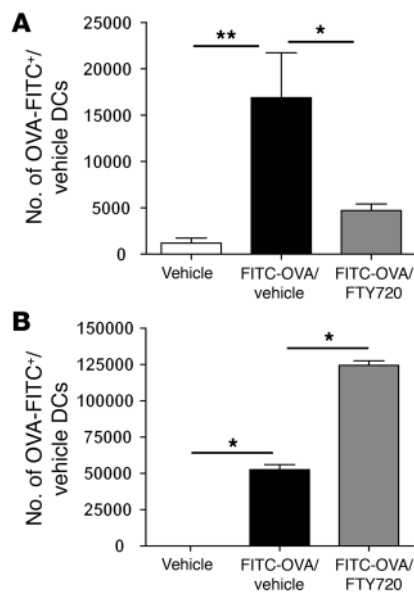 A
No. of OVA-FITC⁺/
vehicle DCs
25000
20000
15000
10000
5000
0
**
*
Vehicle
FITC-OVA/
vehicle
FITC-OVA/
FTY720
B
No. of OVA-FITC⁺/
vehicle DCs
150000
125000
100000
75000
50000
25000
0
*
*
Vehicle
FITC-OVA/
vehicle
FITC-OVA/
FTY720